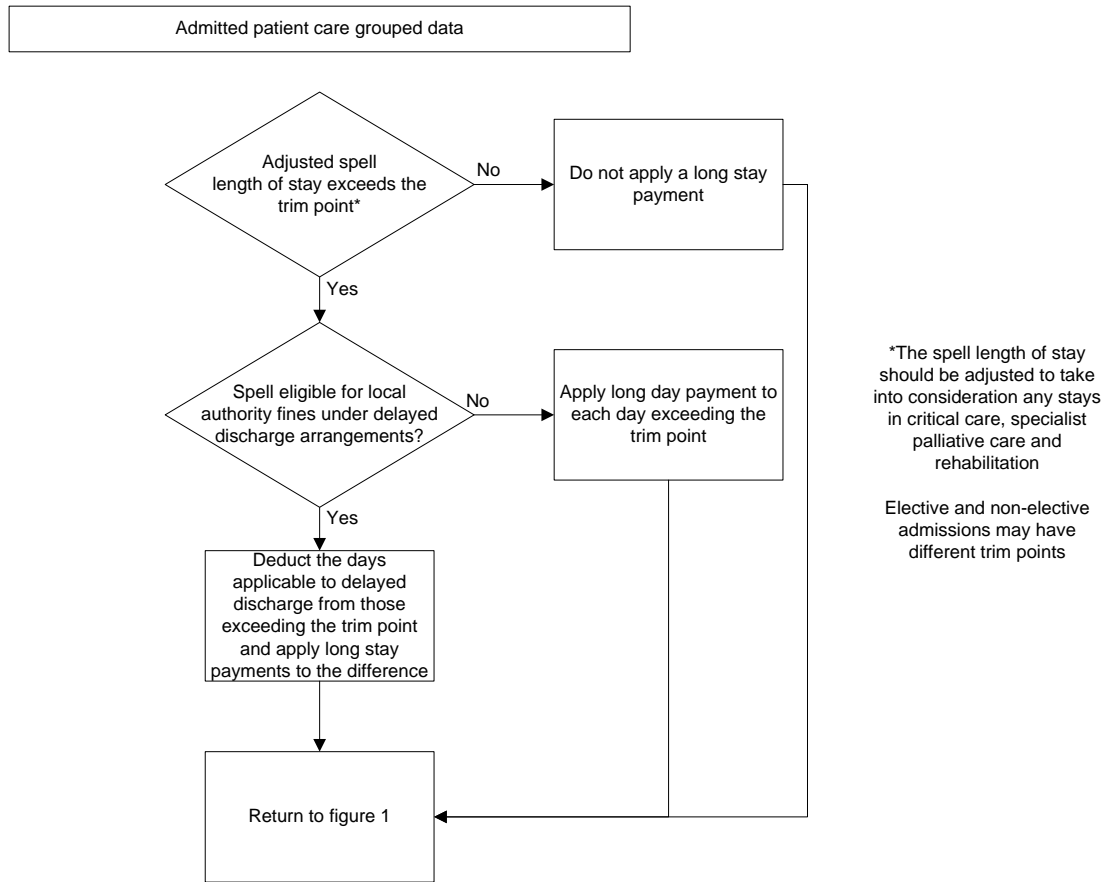 Admitted patient care grouped data
Adjusted spell
length of stay exceeds the
trim point*
No
Do not apply a long stay
payment
Yes
Spell eligible for local
authority fines under delayed
discharge arrangements?
No
Apply long day payment to
each day exceeding the
trim point
*The spell length of stay
should be adjusted to take
into consideration any stays
in critical care, specialist
palliative care and
rehabilitation
Elective and non-elective
admissions may have
different trim points
Yes
Deduct the days
applicable to delayed
discharge from those
exceeding the trim point
and apply long stay
payments to the difference
Return to figure 1